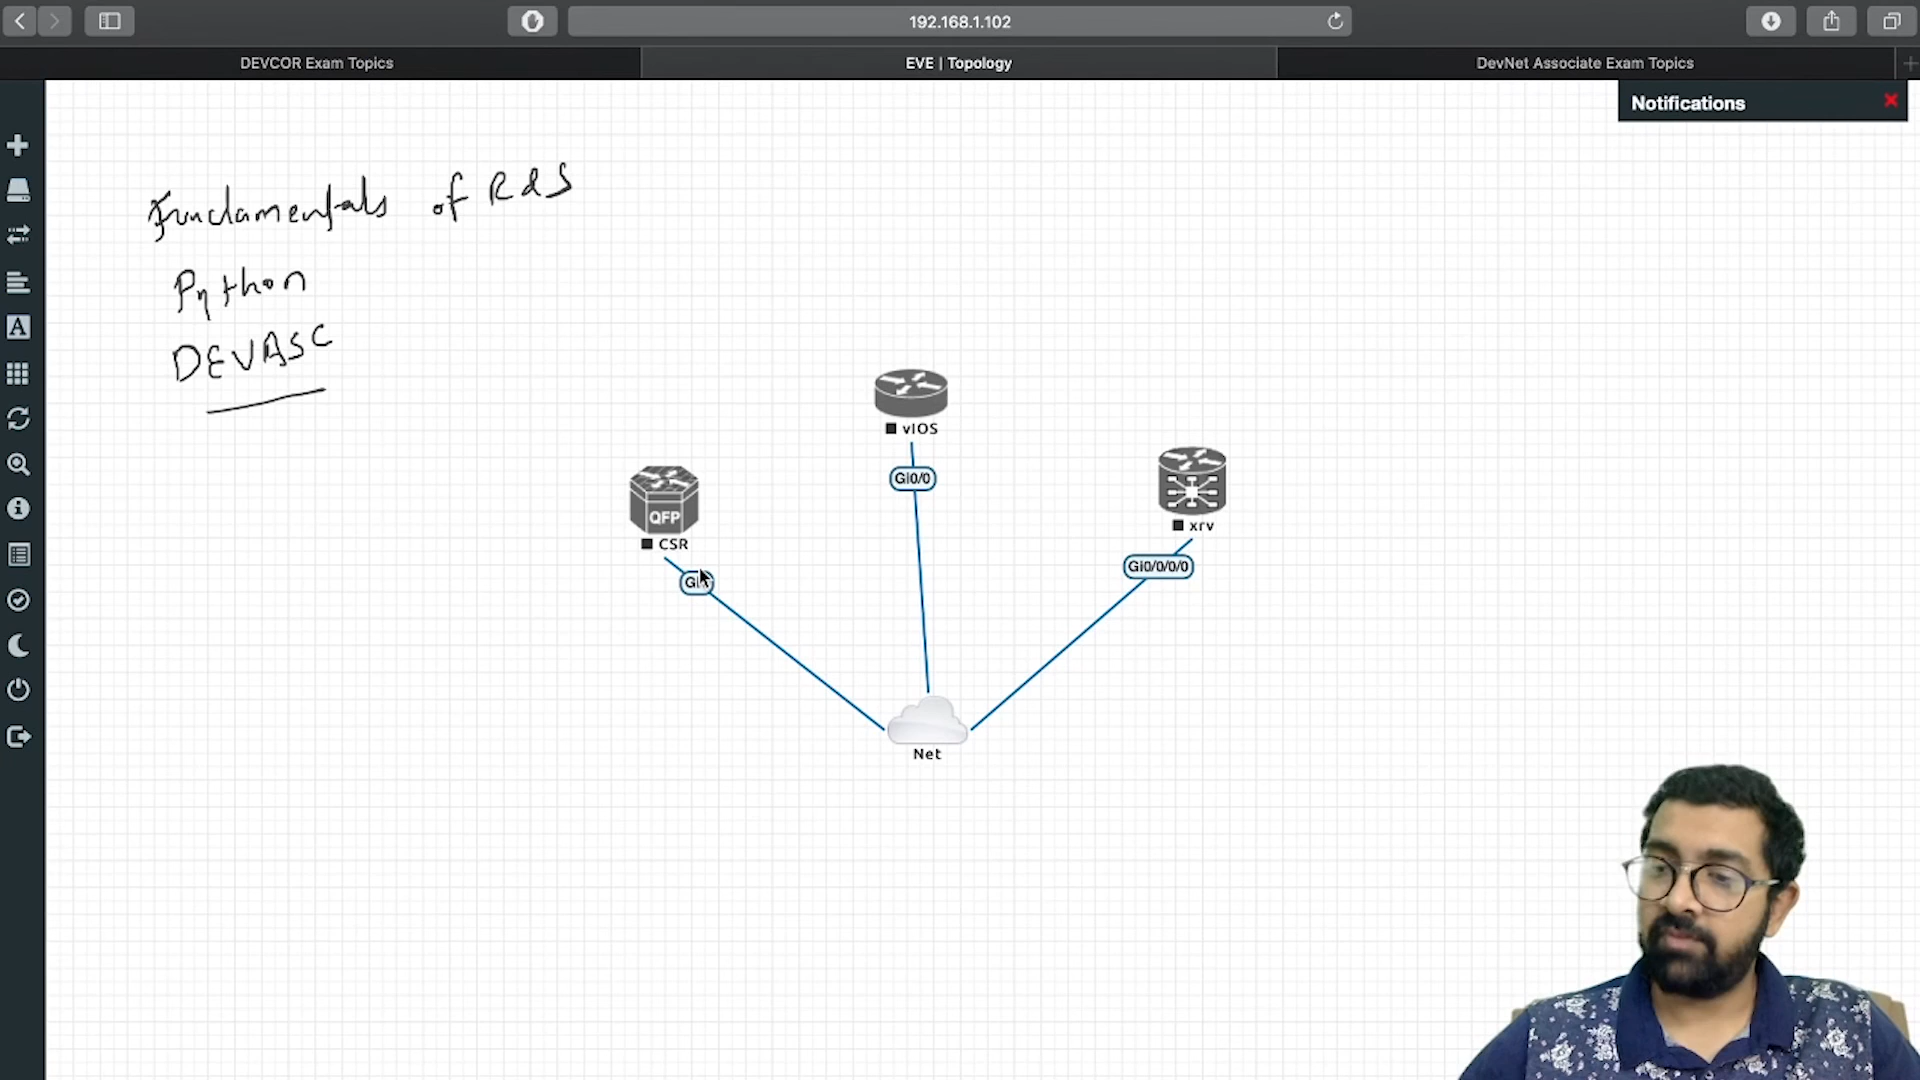 192.168.1.102
DEVCOR Exam Topics
EVE | Topology
DevNet Associate Exam Topics
Notifications
Fundamentals of R&S
Python
DEVASC
vIOS
Gi0/0
QFP
CSR
xrv
Gi0/0/0/0
Net